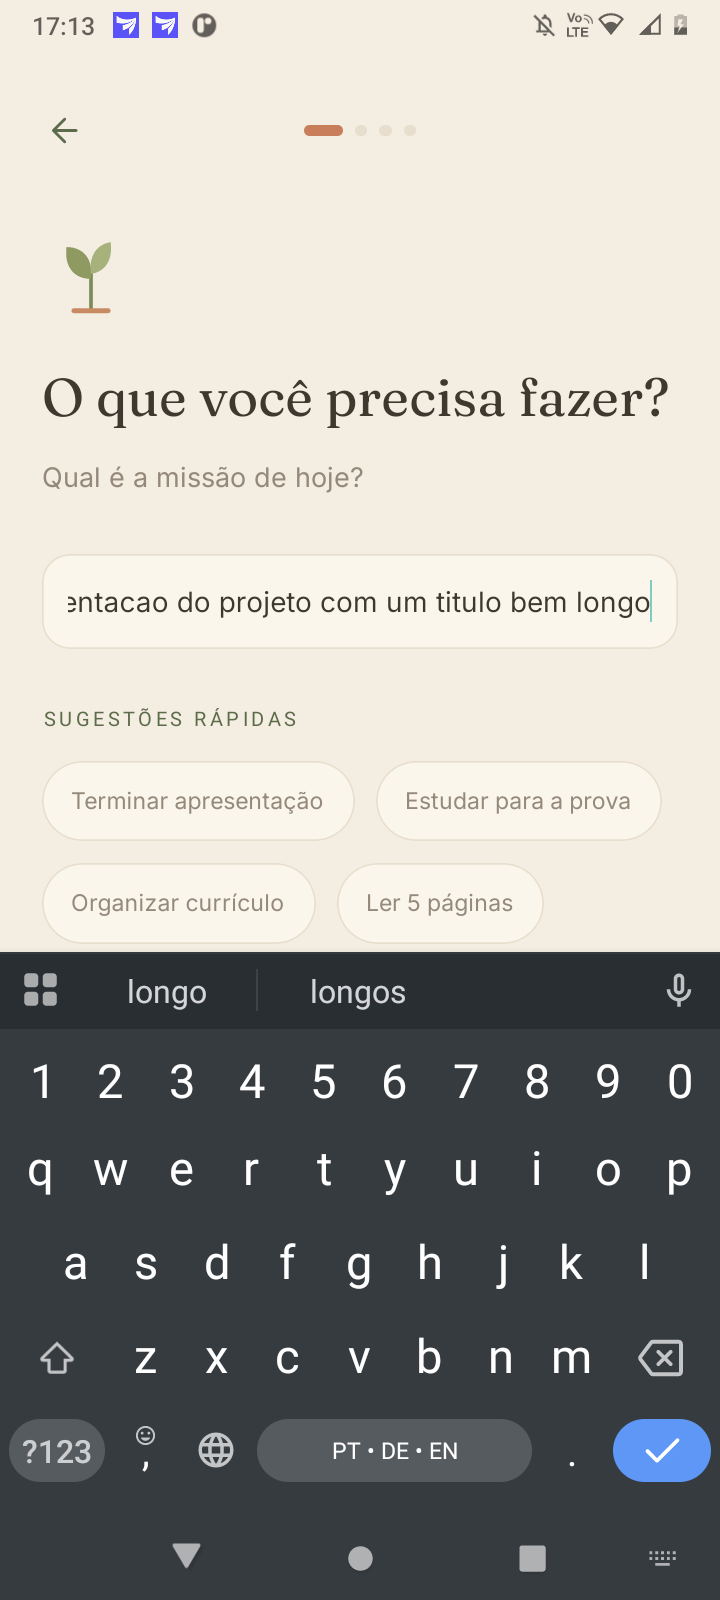 17:13
Vo LTE
O que você precisa fazer?
Qual é a missão de hoje?
entacao do projeto com um titulo bem longo
SUGESTÕES RÁPIDAS
Terminar apresentação Estudar para a prova
Organizar currículo Ler 5 páginas
longo longos
1 2 3 4 5 6 7 8 9 0
q w e r t y u i o p
a s d f g h j k l
z x c v b n m
?123 , PT • DE • EN .